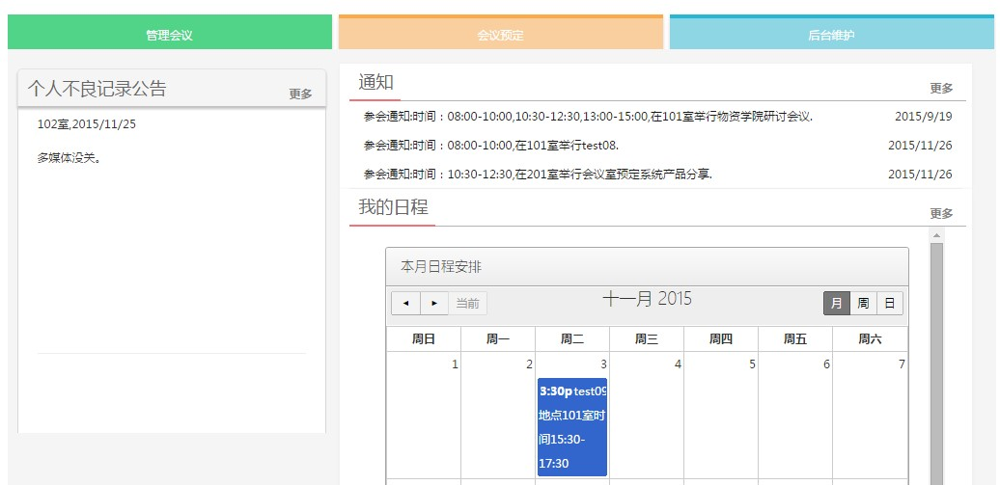 管理会议
会议预定
后台维护
个人不良记录公告
更多
102室,2015/11/25
多媒体没关。
通知
更多
参会通知:时间：08:00-10:00,10:30-12:30,13:00-15:00,在101室举行物资学院研讨会议. 2015/9/19
参会通知:时间：08:00-10:00,在101室举行test08. 2015/11/26
参会通知:时间：10:30-12:30,在201室举行会议室预定系统产品分享. 2015/11/26
我的日程
更多
本月日程安排
当前
十一月 2015
月 周 日
周日 周一 周二 周三 周四 周五 周六
1 2 3 4 5 6 7
3:30p test09
地点101室时
间15:30-
17:30